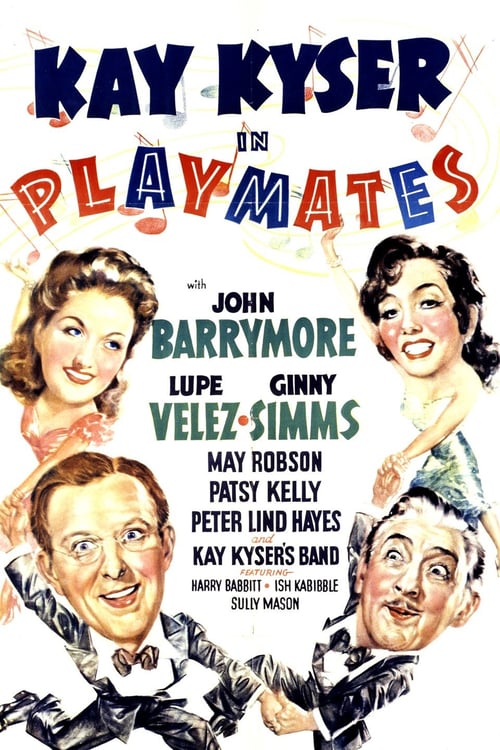 KAY KYSER
IN
PLAYMATES
with JOHN
BARRYMORE
LUPE GINNY
VELEZ • SIMMS
MAY ROBSON
PATSY KELLY
PETER LIND HAYES
and
KAY KYSER'S BAND
FEATURING
HARRY BABBITT • ISH KABIBBLE
SULLY MASON